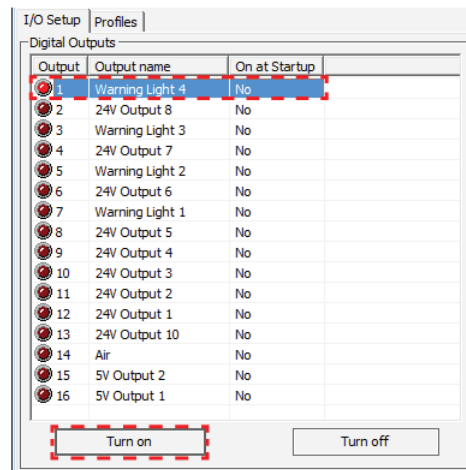 I/O Setup Profiles
Digital Outputs
Output Output name On at Startup
1 Warning Light 4 No
2 24V Output 8 No
3 Warning Light 3 No
4 24V Output 7 No
5 Warning Light 2 No
6 24V Output 6 No
7 Warning Light 1 No
8 24V Output 5 No
9 24V Output 4 No
10 24V Output 3 No
11 24V Output 2 No
12 24V Output 1 No
13 24V Output 10 No
14 Air No
15 5V Output 2 No
16 5V Output 1 No
Turn on Turn off